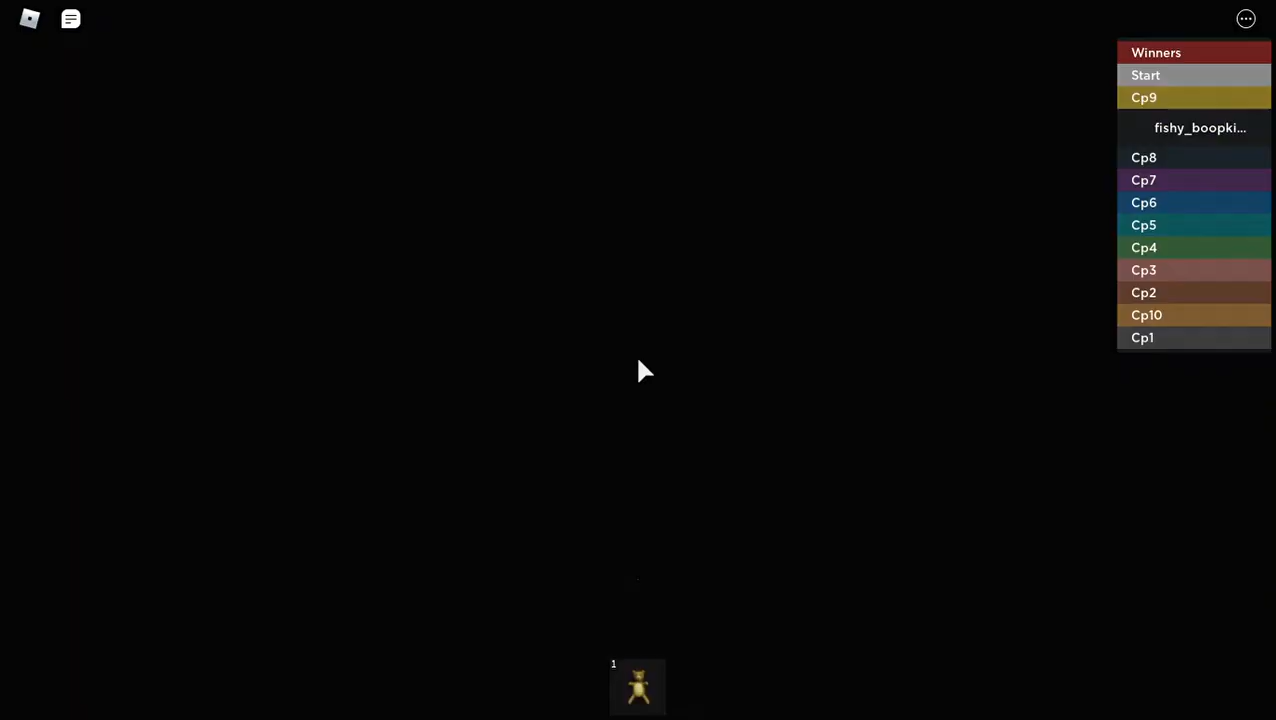 Winners
Start
Cp9
fishy_boopki...
Cp8
Cp7
Cp6
Cp5
Cp4
Cp3
Cp2
Cp10
Cp1
1